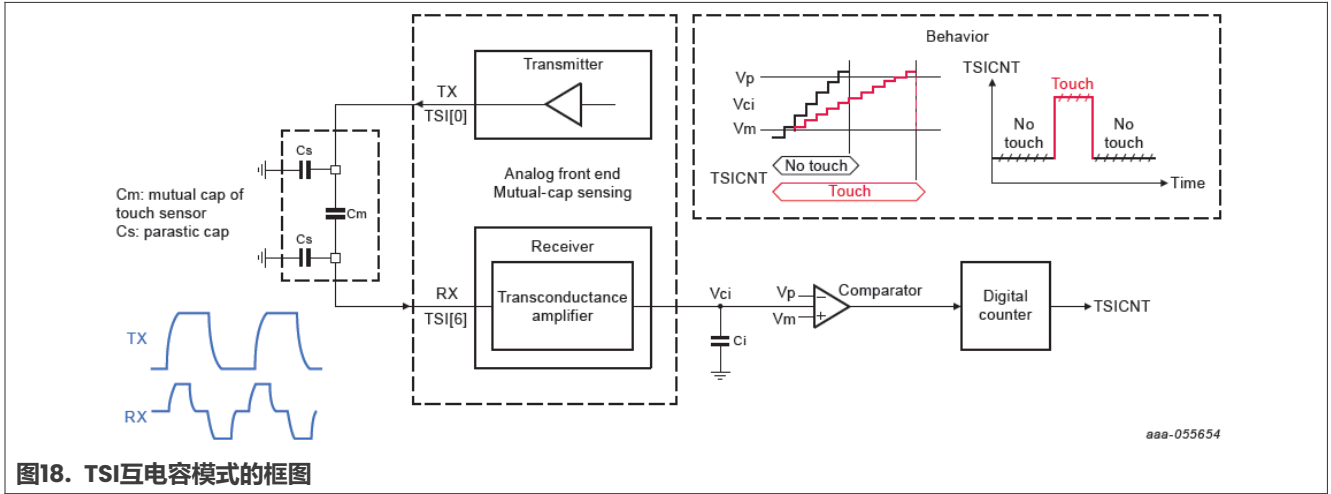 Transmitter
TX
TSI[0]
Cs
Cm
Cs
Cm: mutual cap of
touch sensor
Cs: parastic cap
Analog front end
Mutual-cap sensing
Receiver
Transconductance
amplifier
RX
TSI[6]
TX
RX
Behavior
Vp
Vci
Vm
TSICNT
No touch
Touch
TSICNT
Touch
No
touch
No
touch
Time
Vci
Ci
Vp
Vm
Comparator
Digital
counter
TSICNT
aaa-055654
图18. TSI互电容模式的框图